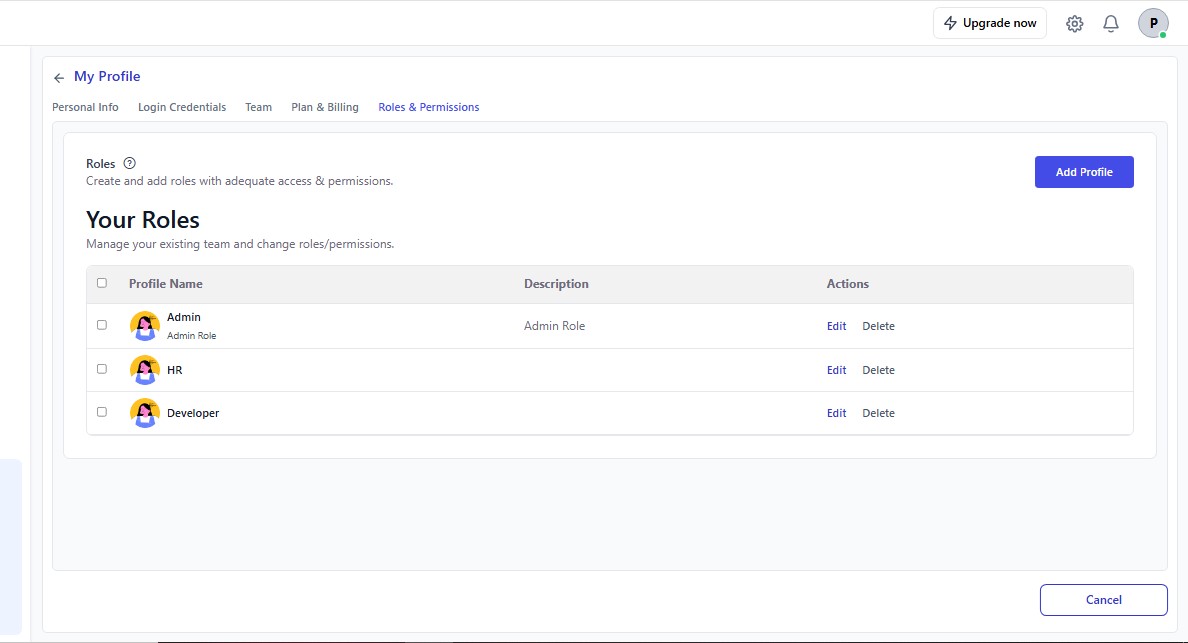 Upgrade now
P
My Profile
Personal Info Login Credentials Team Plan & Billing Roles & Permissions
Roles ?
Create and add roles with adequate access & permissions.
Add Profile
Your Roles
Manage your existing team and change roles/permissions.
Profile Name Description Actions
Admin
Admin Role
Admin Role
Edit Delete
HR
Edit Delete
Developer
Edit Delete
Cancel